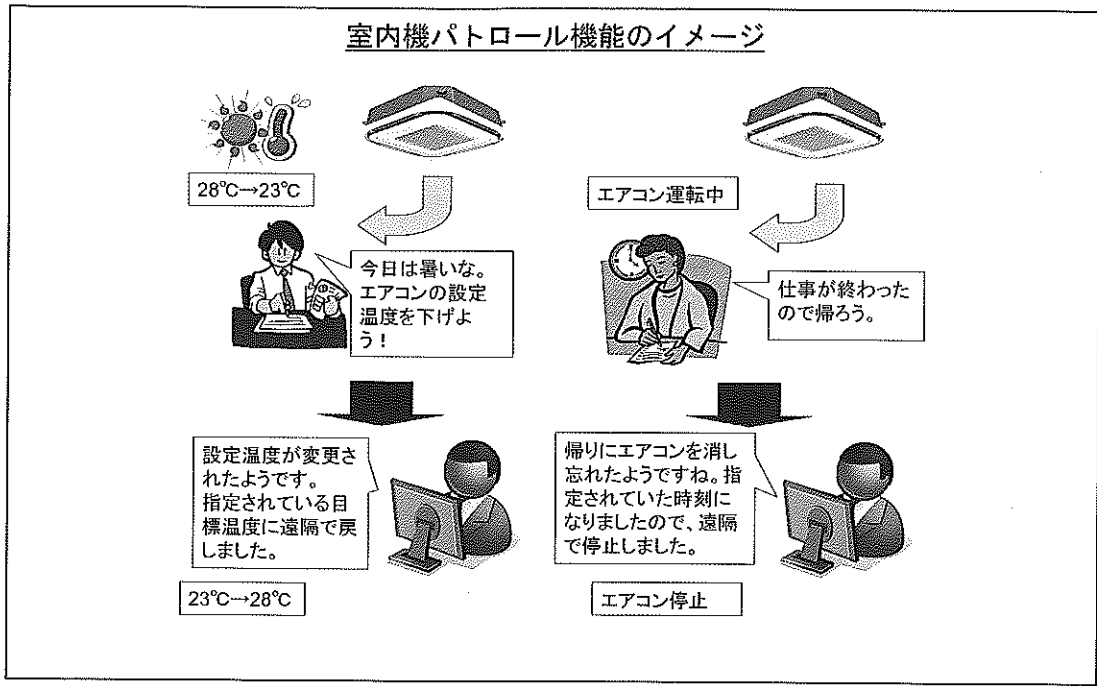 室内機パトロール機能のイメージ
28℃→23℃
今日は暑いな。
エアコンの設定
温度を下げよ
う！
設定温度が変更さ
れたようです。
指定されている目
標温度に遠隔で戻
しました。
23℃→28℃
エアコン運転中
仕事が終わった
ので帰ろう。
帰りにエアコンを消し
忘れたようですね。指
定されていた時刻に
なりましたので、遠隔
で停止しました。
エアコン停止